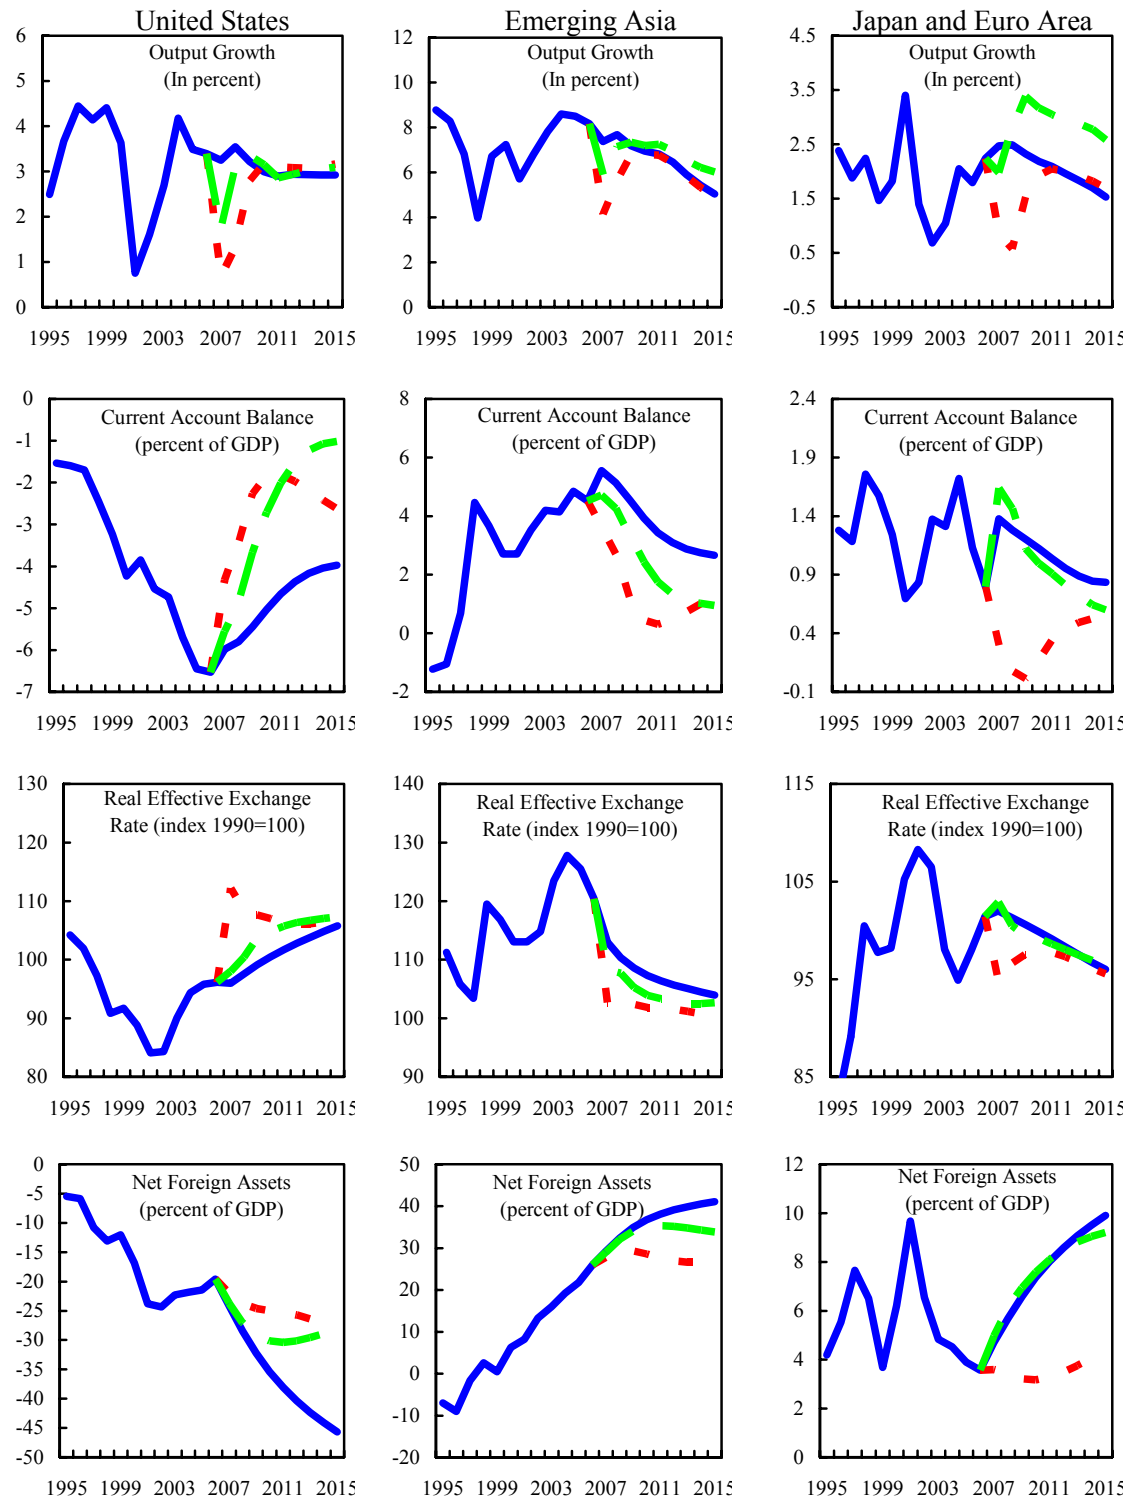 United States
6
Output Growth
(In percent)
5
4
3
2
1
0
1995 1999 2003 2007 2011 2015
Emerging Asia
12
Output Growth
(In percent)
10
8
6
4
2
0
1995 1999 2003 2007 2011 2015
Japan and Euro Area
4.5
Output Growth
(In percent)
3.5
2.5
1.5
0.5
-0.5
1995 1999 2003 2007 2011 2015
0
Current Account Balance
(percent of GDP)
-1
-2
-3
-4
-5
-6
-7
1995 1999 2003 2007 2011 2015
8
Current Account Balance
(percent of GDP)
6
4
2
0
-2
1995 1999 2003 2007 2011 2015
2.4
Current Account Balance
(percent of GDP)
1.9
1.4
0.9
0.4
-0.1
1995 1999 2003 2007 2011 2015
130
Real Effective Exchange
Rate (index 1990=100)
120
110
100
90
80
1995 1999 2003 2007 2011 2015
140
Real Effective Exchange
Rate (index 1990=100)
130
120
110
100
90
1995 1999 2003 2007 2011 2015
115
Real Effective Exchange
Rate (index 1990=100)
105
95
85
1995 1999 2003 2007 2011 2015
0
Net Foreign Assets
(percent of GDP)
-5
-10
-15
-20
-25
-30
-35
-40
-45
-50
1995 1999 2003 2007 2011 2015
50
Net Foreign Assets
(percent of GDP)
40
30
20
10
0
-10
-20
1995 1999 2003 2007 2011 2015
12
Net Foreign Assets
(percent of GDP)
10
8
6
4
2
0
1995 1999 2003 2007 2011 2015